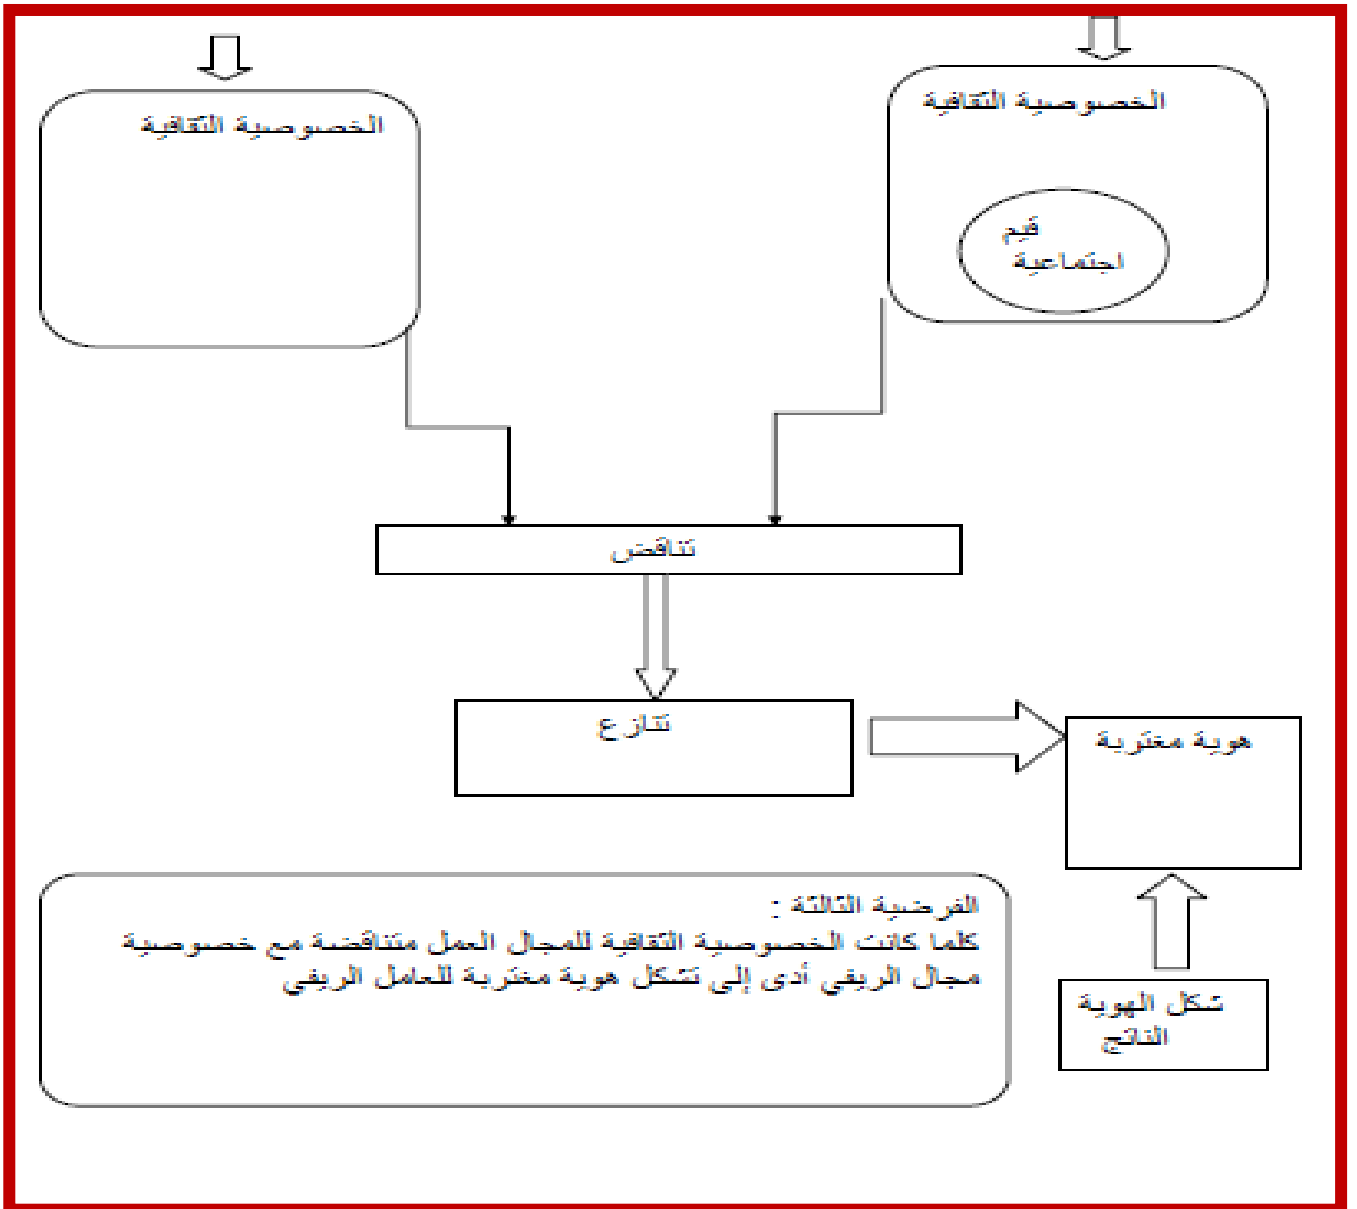 الخصوصية الثقافية
الخصوصية الثقافية
قيم
اجتماعية
تناقض
تنازع
هوية مغتربة
الفرضية الثالثة :
كلما كانت الخصوصية الثقافية للمجال العمل متناقضة مع خصوصية
مجال الريفي أدى إلى تشكل هوية مغتربة للعامل الريفي
شكل الهوية
الناتج